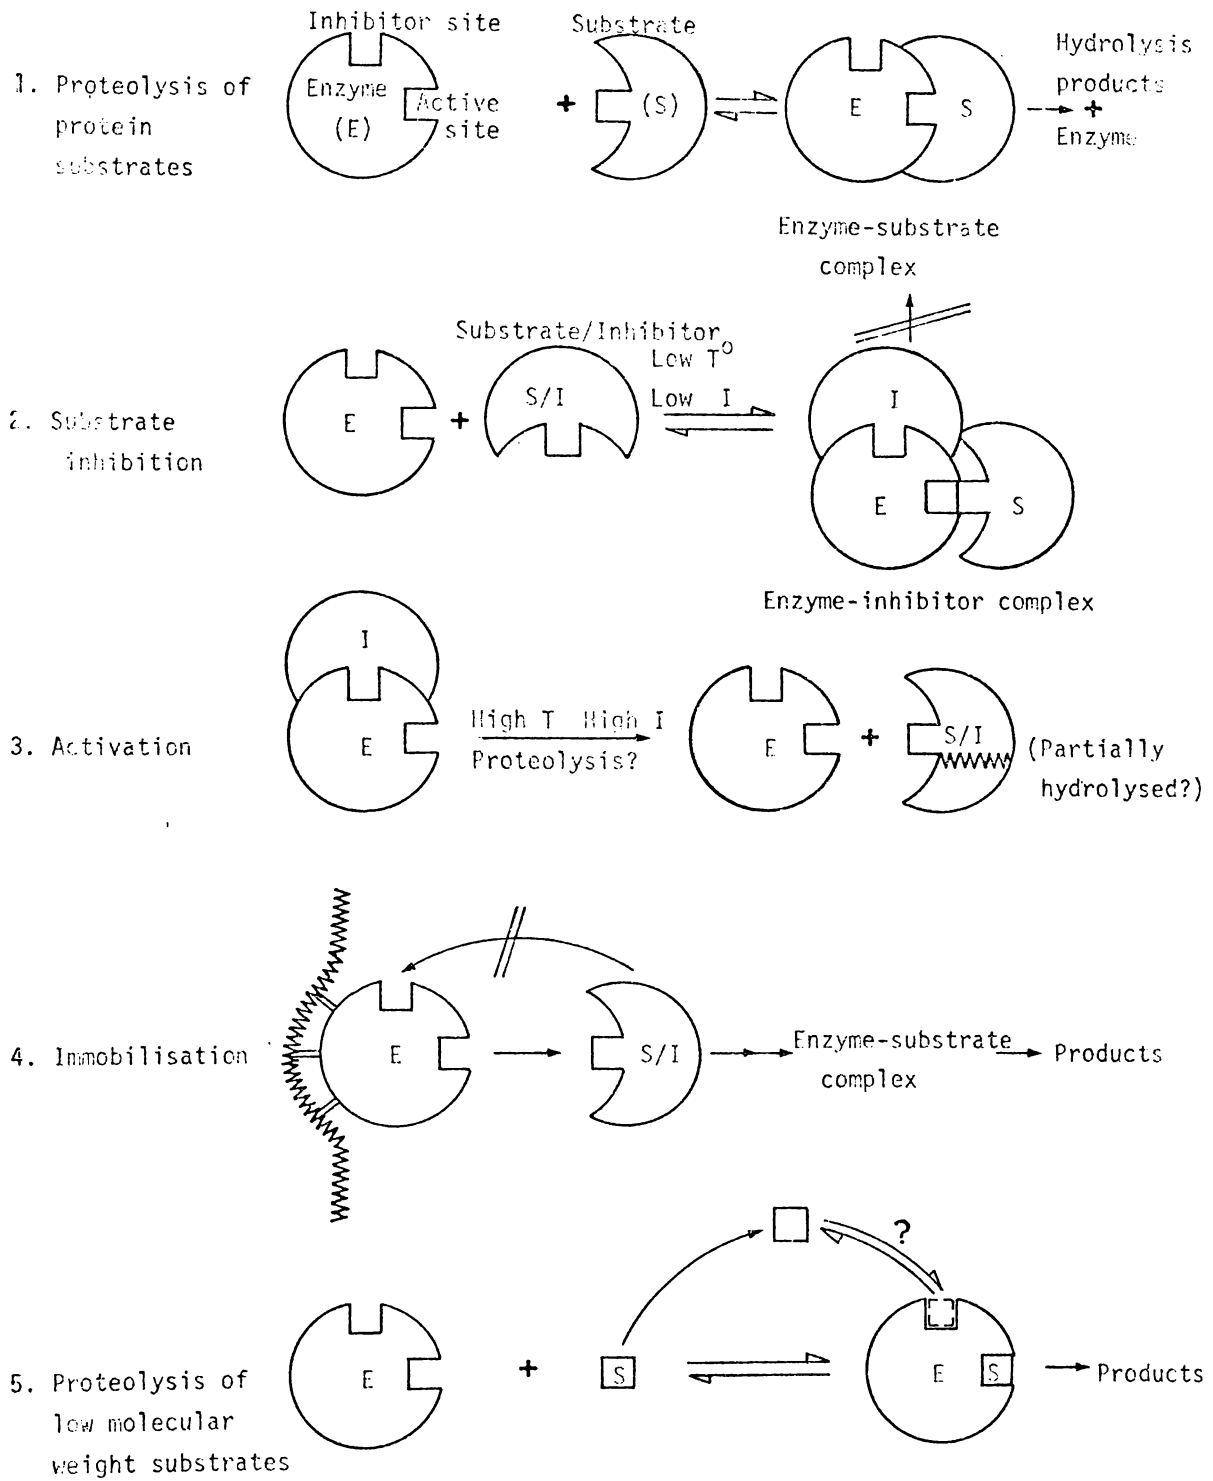 Inhibitor site
Substrate
1. Proteolysis of
protein
substrates
Enzyme
(E)
Active
site
+
(S)
E
S
Hydrolysis
products
+
Enzyme
Enzyme-substrate
complex
2. Substrate
inhibition
E
+
Substrate/Inhibitor
S/I
Low T°
Low I
I
E
S
Enzyme-inhibitor complex
3. Activation
I
E
High T High I
Proteolysis?
E
+
S/I
(Partially
hydrolysed?)
4. Immobilisation
E
S/I
Enzyme-substrate
complex
Products
5. Proteolysis of
low molecular
weight substrates
E
+
S
?
E
S
Products